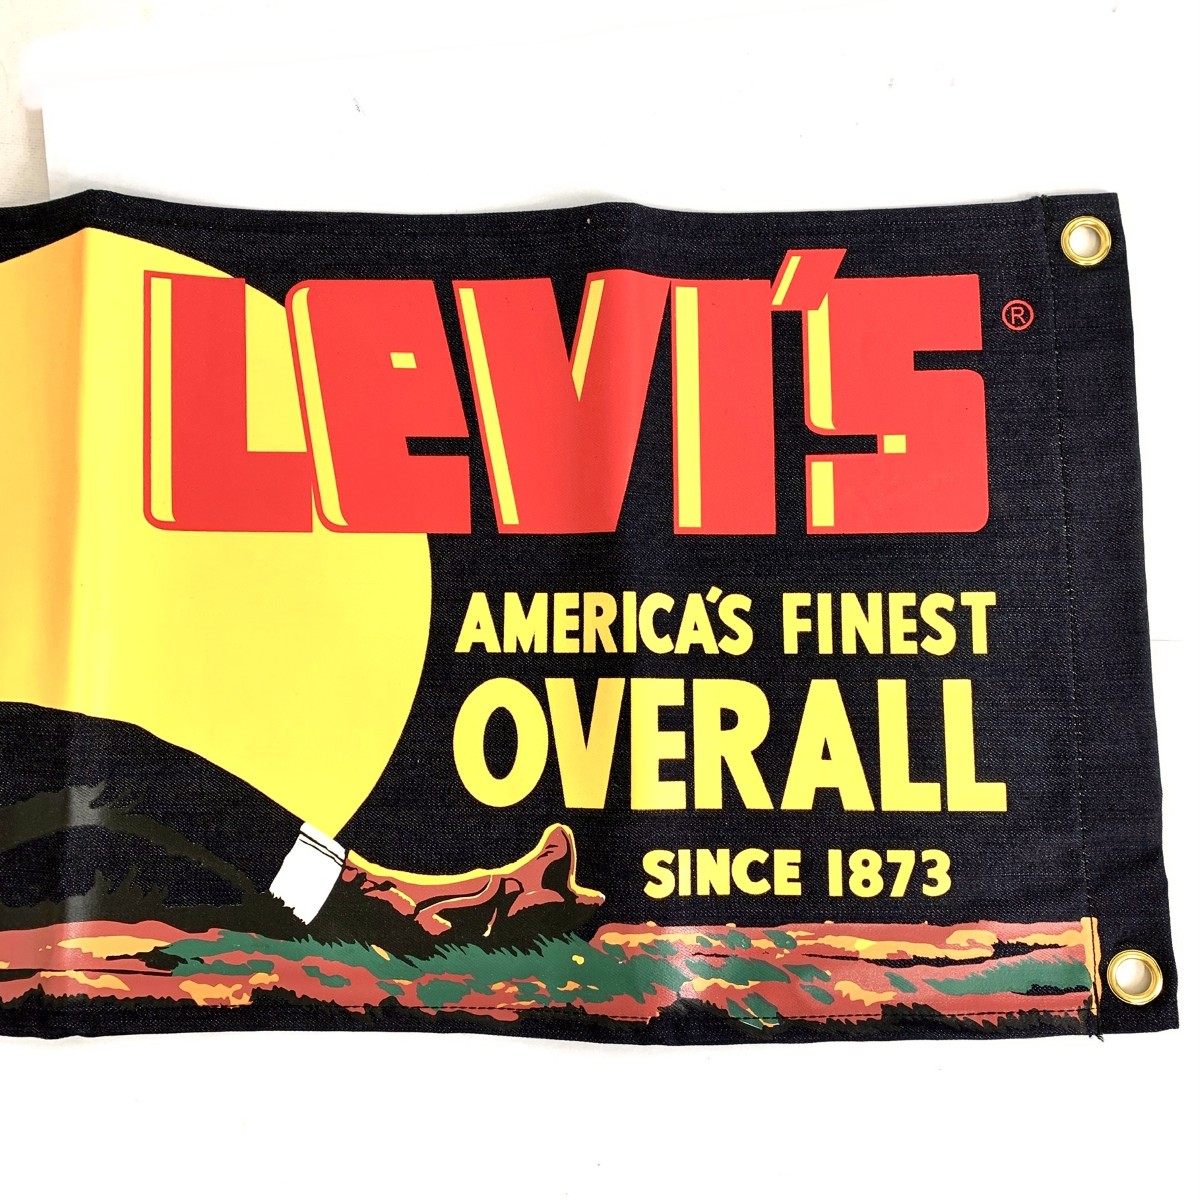 LEVI'S ®
AMERICA'S FINEST
OVERALL
SINCE 1873